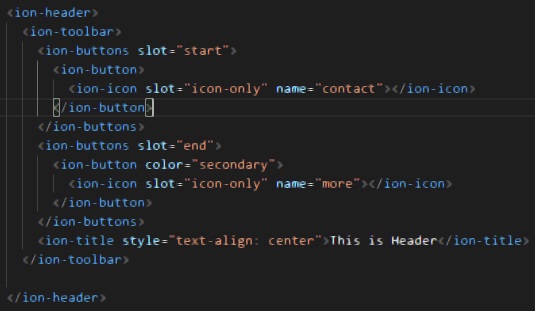 <ion-header>
<ion-toolbar>
<ion-buttons slot="start">
<ion-button>
<ion-icon slot="icon-only" name="contact"></ion-icon>
</ion-button>
</ion-buttons>
<ion-buttons slot="end">
<ion-button color="secondary">
<ion-icon slot="icon-only" name="more"></ion-icon>
</ion-button>
</ion-buttons>
<ion-title style="text-align: center">This is Header</ion-title>
</ion-toolbar>
</ion-header>